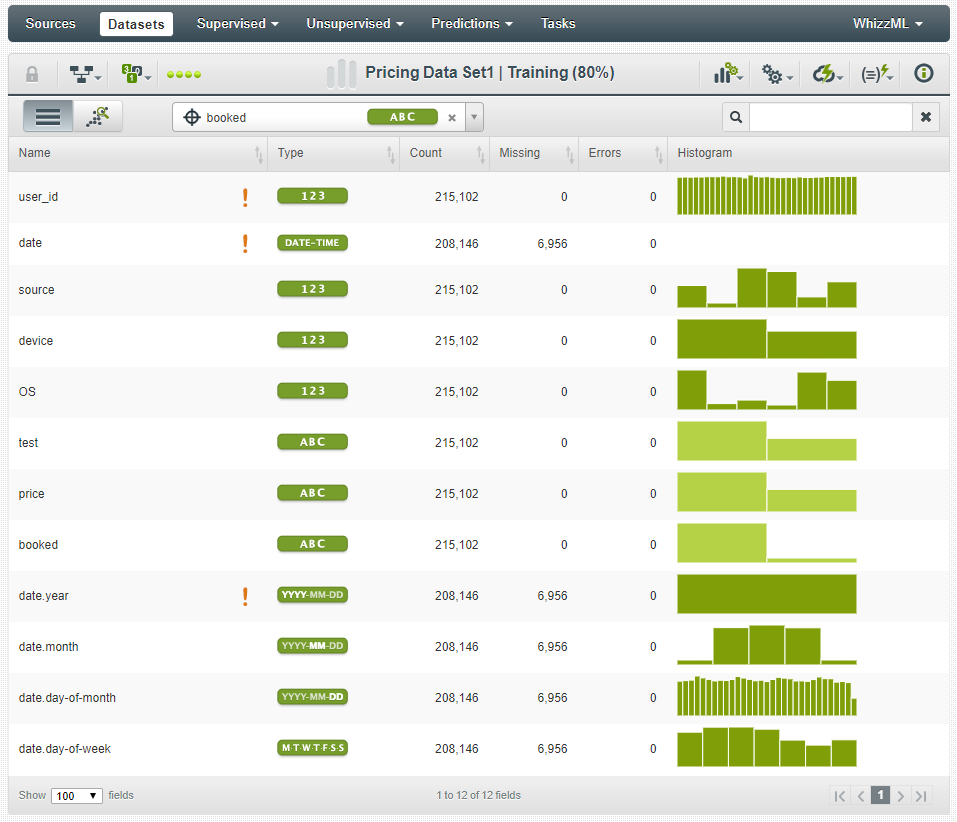 Sources Datasets Supervised Unsupervised Predictions Tasks WhizzML
Pricing Data Set1 | Training (80%)
booked ABC
Name Type Count Missing Errors Histogram
user_id 123 215,102 0 0
date DATE-TIME 208,146 6,956 0
source 123 215,102 0 0
device 123 215,102 0 0
OS 123 215,102 0 0
test ABC 215,102 0 0
price ABC 215,102 0 0
booked ABC 215,102 0 0
date.year YYYY-MM-DD 208,146 6,956 0
date.month YYYY-MM-DD 208,146 6,956 0
date.day-of-month YYYY-MM-DD 208,146 6,956 0
date.day-of-week M-T-W-T-F-S-S 208,146 6,956 0
Show 100 fields 1 to 12 of 12 fields 1